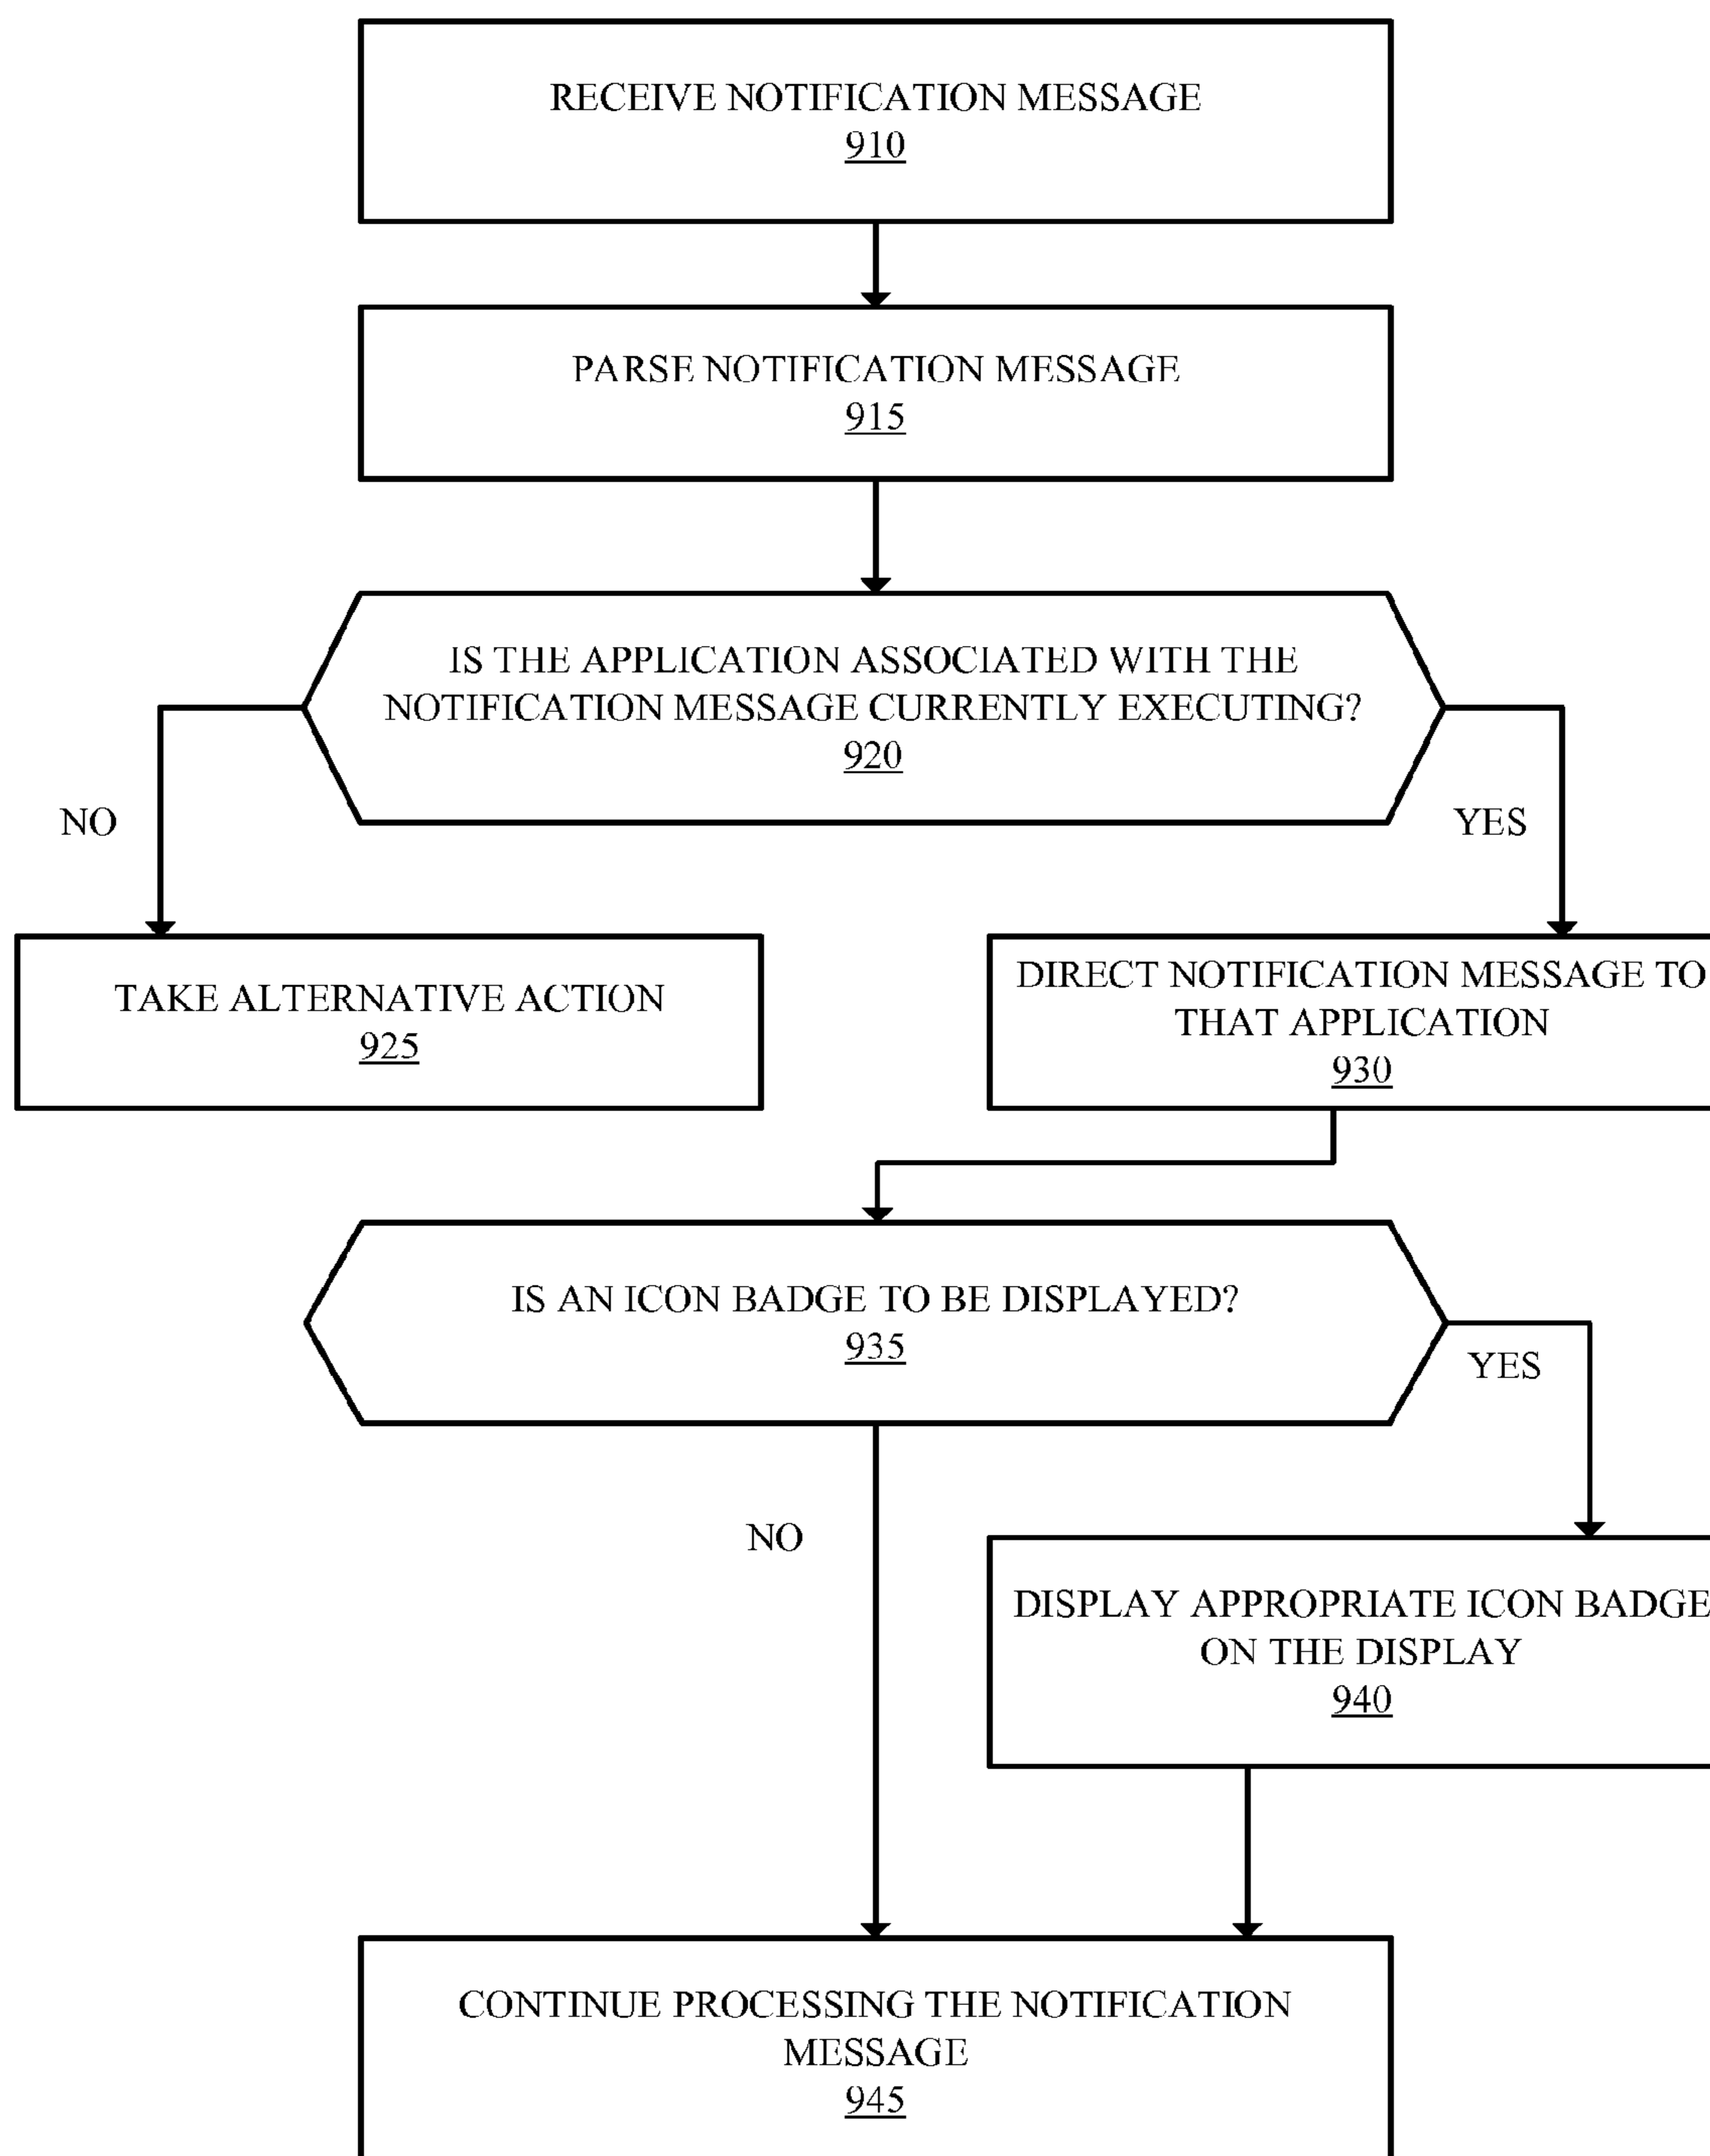 RECEIVE NOTIFICATION MESSAGE
910
PARSE NOTIFICATION MESSAGE
915
IS THE APPLICATION ASSOCIATED WITH THE
NOTIFICATION MESSAGE CURRENTLY EXECUTING?
920
NO
YES
TAKE ALTERNATIVE ACTION
925
DIRECT NOTIFICATION MESSAGE TO
THAT APPLICATION
930
IS AN ICON BADGE TO BE DISPLAYED?
935
YES
NO
DISPLAY APPROPRIATE ICON BADGE
ON THE DISPLAY
940
CONTINUE PROCESSING THE NOTIFICATION
MESSAGE
945